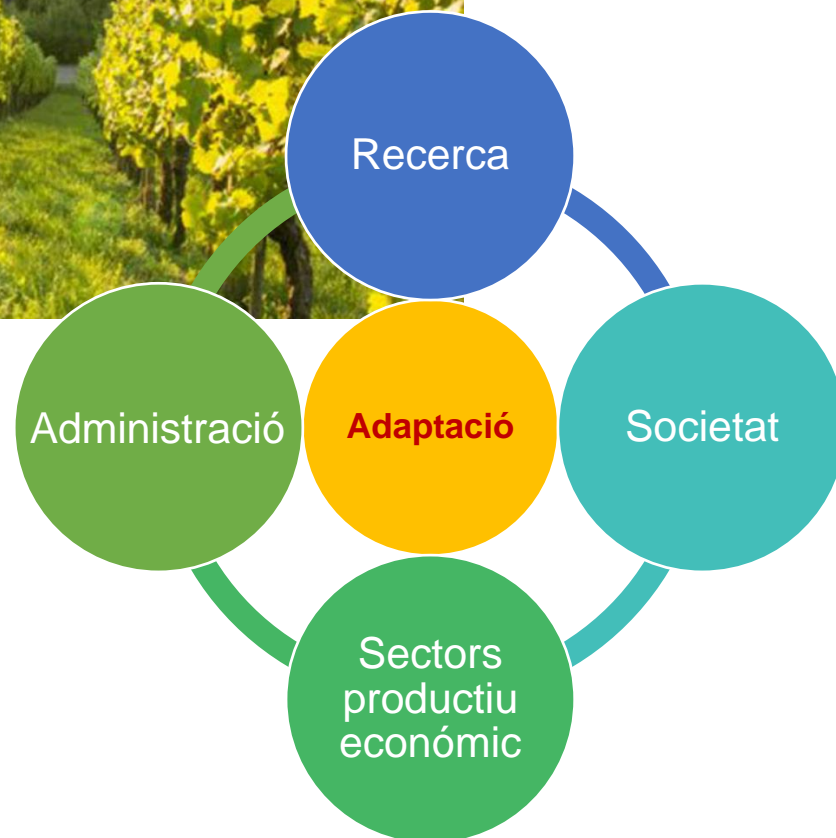 Recerca
Administració
Adaptació
Societat
Sectors
productiu
económic